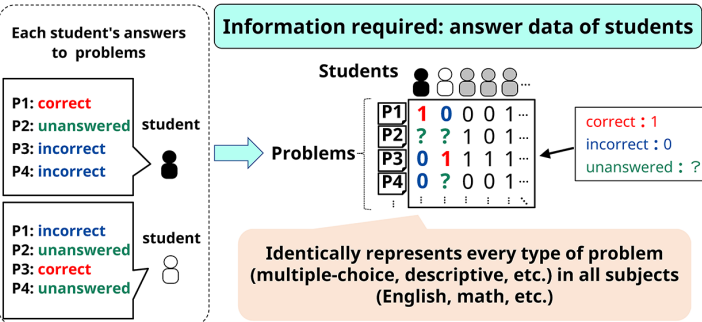 Each student's answers
to problems
P1: correct
P2: unanswered
P3: incorrect
P4: incorrect
student
P1: incorrect
P2: unanswered
P3: correct
P4: unanswered
student
Information required: answer data of students
Students
...
Problems
P1 1 0 0 0 1 ...
P2 ? ? 1 0 1 ...
P3 0 1 1 1 1 ...
P4 0 ? 0 0 1 ...
⋮ ⋮ ⋮ ⋮ ⋮ ⋮ ⋱
correct : 1
incorrect : 0
unanswered : ?
Identically represents every type of problem
(multiple-choice, descriptive, etc.) in all subjects
(English, math, etc.)